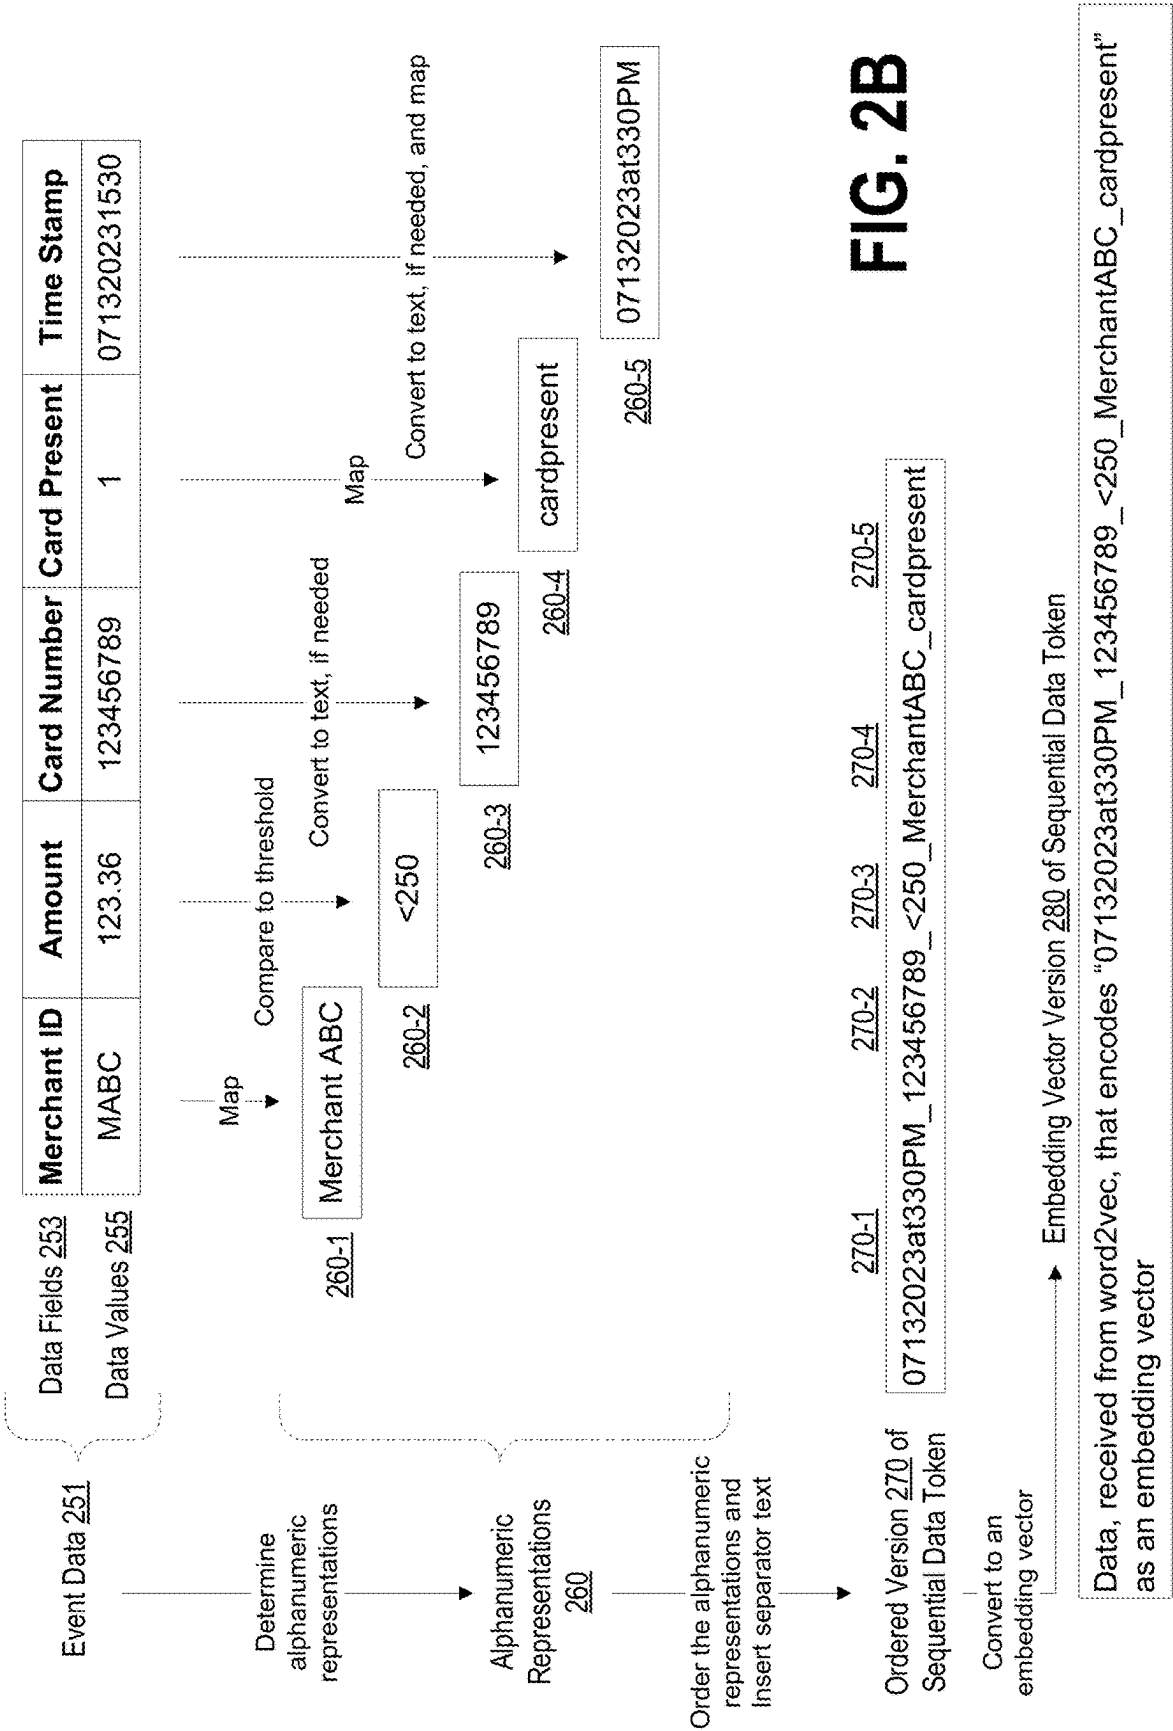 Event Data 251
Data Fields 253
Data Values 255
Merchant ID
Amount
Card Number
Card Present
Time Stamp
MABC
123.36
123456789
1
071320231530
Determine
alphanumeric
representations
Map
Compare to threshold
Convert to text, if needed
Map
Convert to text, if needed, and map
Alphanumeric
Representations
260
260-1
Merchant ABC
260-2
<250
260-3
123456789
260-4
cardpresent
260-5
07132023at330PM
Order the alphanumeric
representations and
Insert separator text
Ordered Version 270 of
Sequential Data Token
270-1
270-2
270-3
270-4
270-5
07132023at330PM_123456789_<250_MerchantABC_cardpresent
Convert to an
embedding vector
Embedding Vector Version 280 of Sequential Data Token
Data, received from word2vec, that encodes “07132023at330PM_123456789_<250_MerchantABC_cardpresent”
as an embedding vector
FIG. 2B